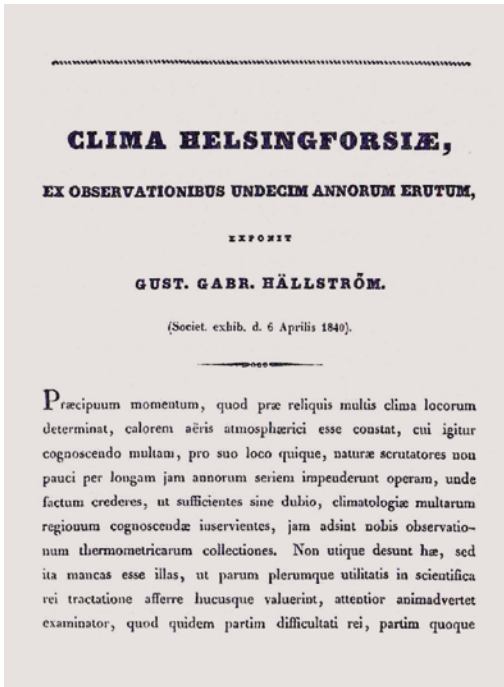 CLIMA HELSINGFORSIÆ,
EX OBSERVATIONIBUS UNDECIM ANNORUM ERUTUM,
EXPONIT
GUST. GABR. HÄLLSTRÖM.
(Societ. exhib. d. 6 Aprilis 1840).
Præcipuum momentum, quod præ reliquis multis clima locorum
determinat, calorem aëris atmosphærici esse constat, cui igitur
cognoscendo multam, pro suo loco quique, naturæ scrutatores non
pauci per longam jam annorum seriem impenderunt operam, unde
factum crederes, ut sufficientes sine dubio, climatologiæ multarum
regionum cognoscendæ inservientes, jam adsint nobis observatio-
num thermometricarum collectiones. Non utique desunt hæ, sed
ita mancas esse illas, ut parum plerumque utilitatis in scientifica
rei tractatione afferre hucusque valuerint, attentior animadvertet
examinator, quod quidem partim difficultati rei, partim quoque